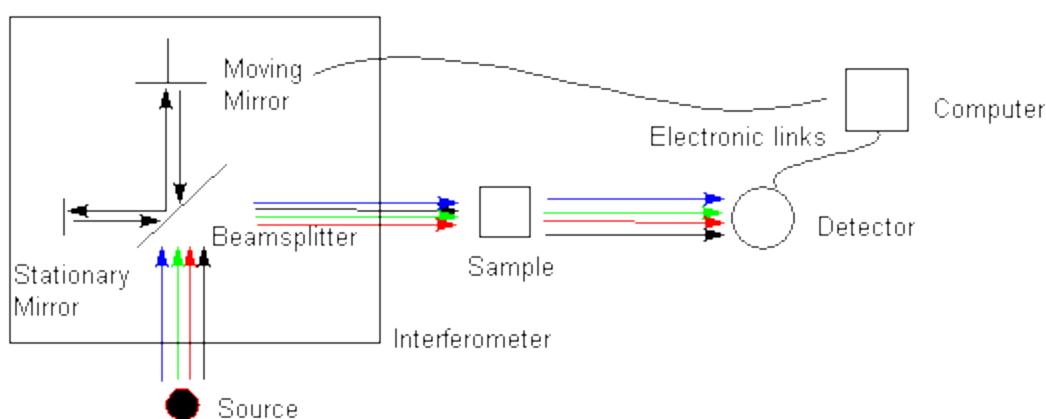 Moving
Mirror
Computer
Electronic links
Beamsplitter
Sample
Detector
Stationary
Mirror
Interferometer
Source